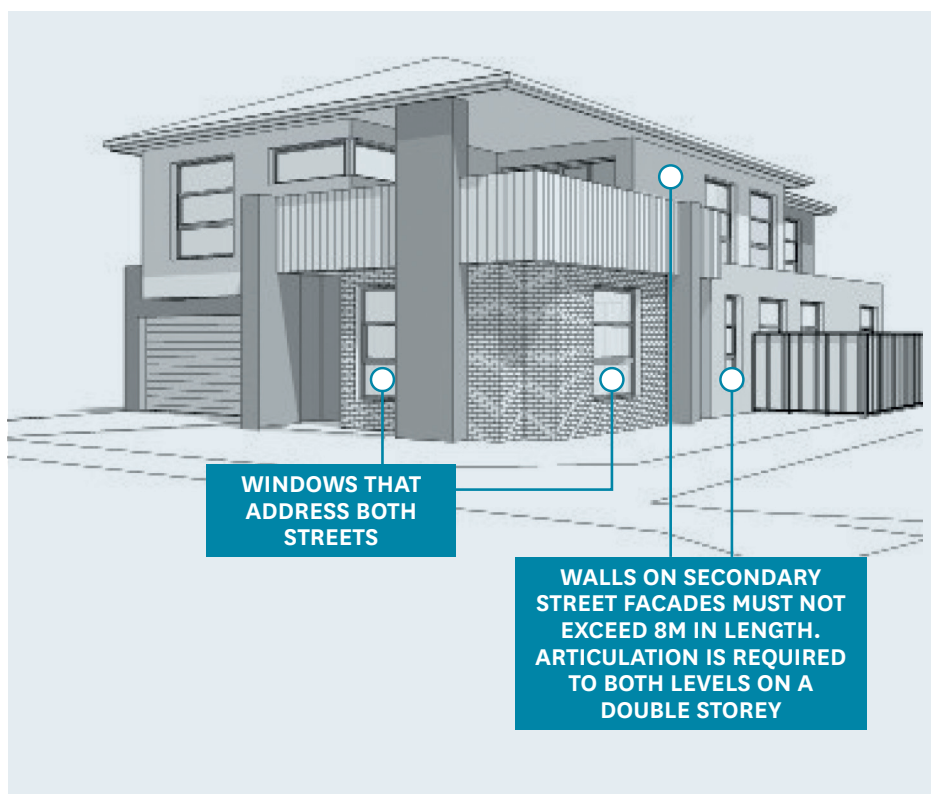 WINDOWS THAT
ADDRESS BOTH
STREETS
WALLS ON SECONDARY
STREET FACADES MUST NOT
EXCEED 8M IN LENGTH.
ARTICULATION IS REQUIRED
TO BOTH LEVELS ON A
DOUBLE STOREY